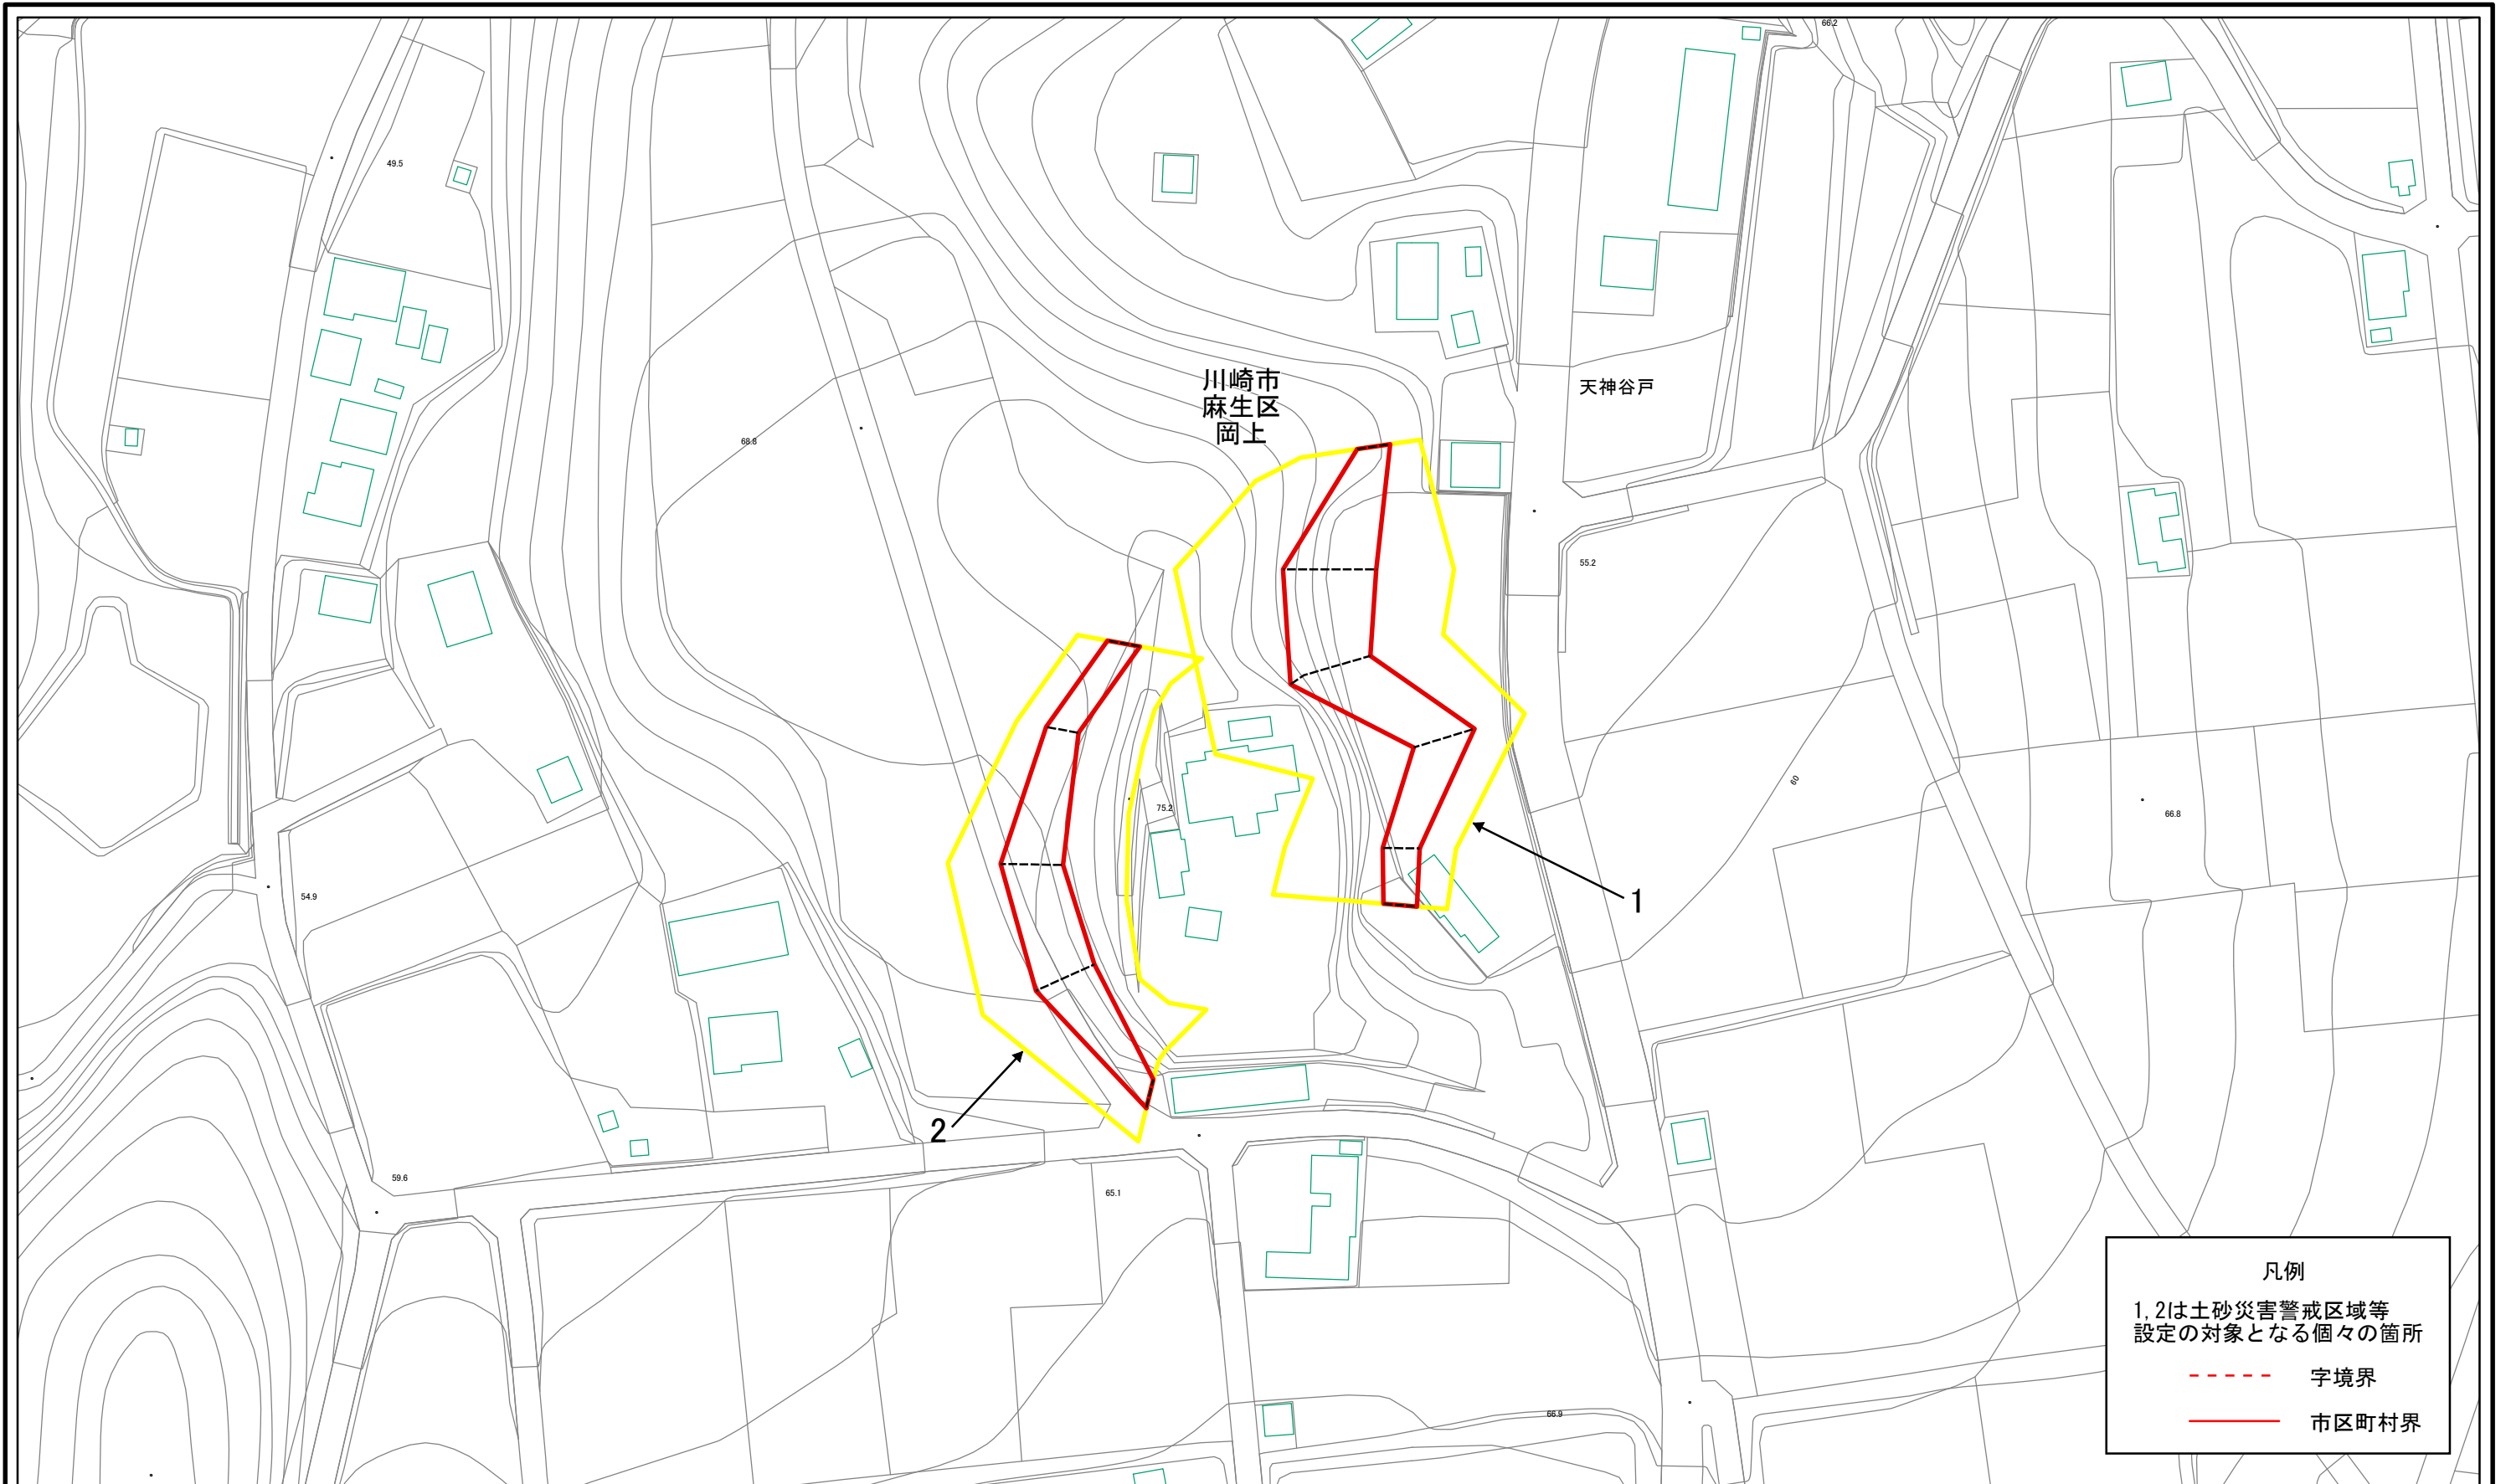 66.2
49.5
川崎市
麻生区
岡上
天神谷戸
68.8
55.2
60
75.2
66.8
54.9
1
2
59.6
65.1
66.9
凡例
1,2は土砂災害警戒区域等
設定の対象となる個々の箇所
字境界
市区町村界